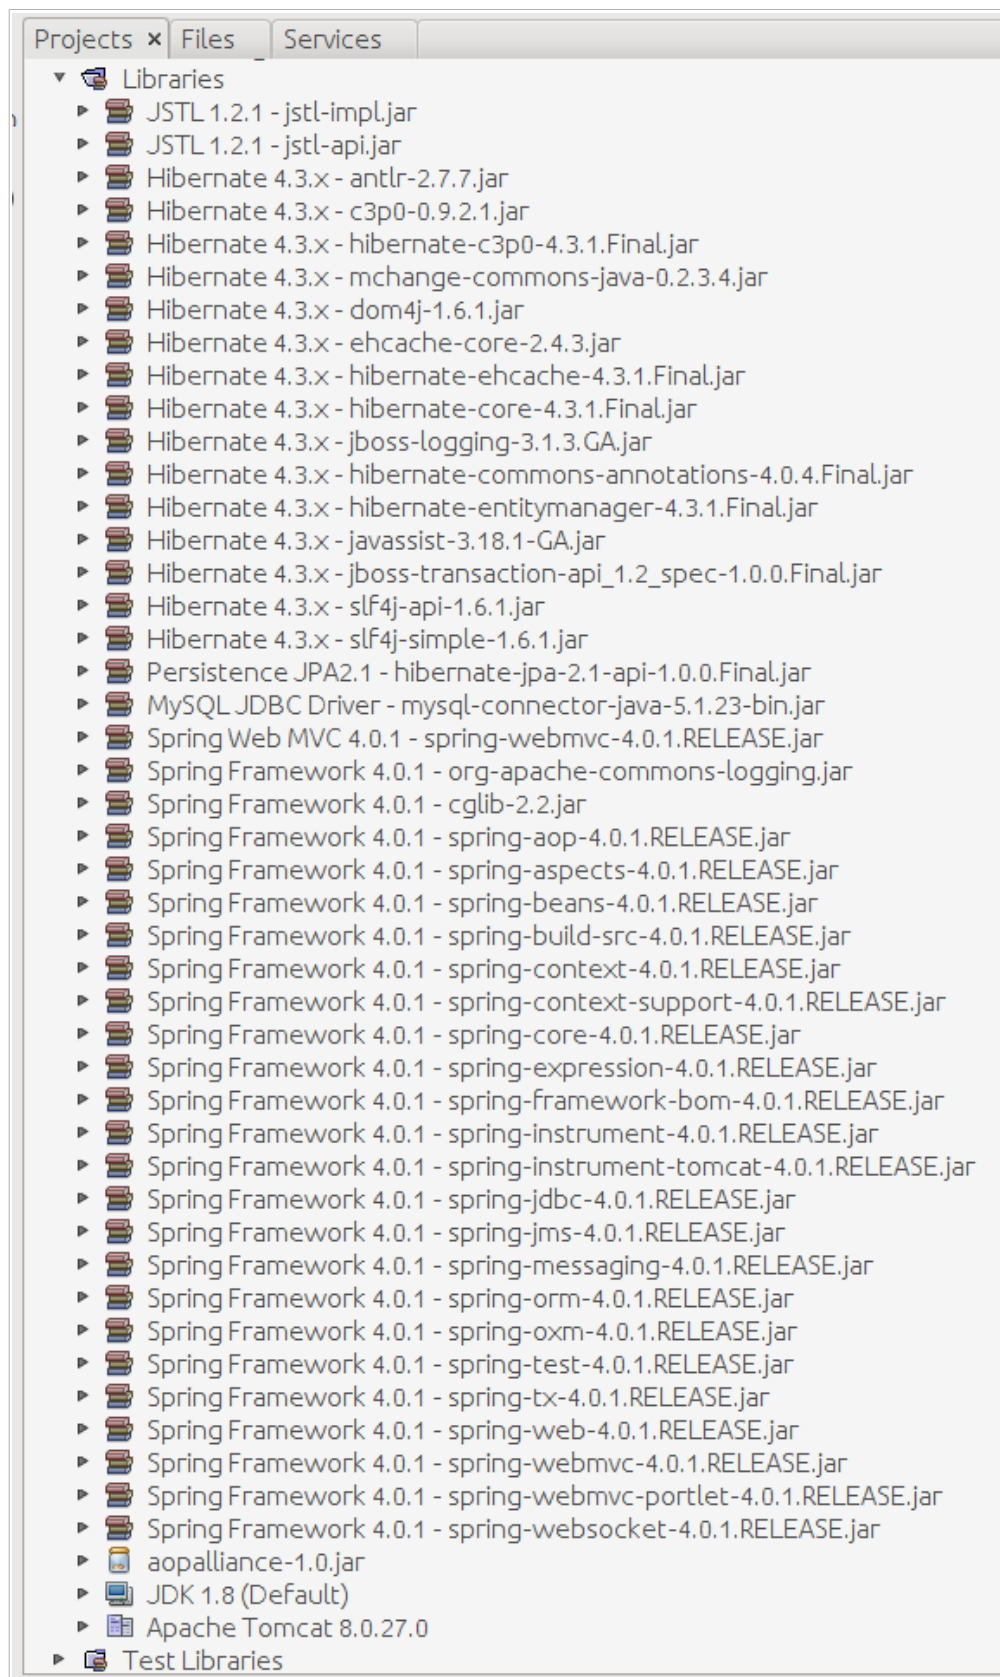 Projects × Files Services
Libraries
JSTL 1.2.1 - jstl-impl.jar
JSTL 1.2.1 - jstl-api.jar
Hibernate 4.3.x - antlr-2.7.7.jar
Hibernate 4.3.x - c3p0-0.9.2.1.jar
Hibernate 4.3.x - hibernate-c3p0-4.3.1.Final.jar
Hibernate 4.3.x - mchange-commons-java-0.2.3.4.jar
Hibernate 4.3.x - dom4j-1.6.1.jar
Hibernate 4.3.x - ehcache-core-2.4.3.jar
Hibernate 4.3.x - hibernate-ehcache-4.3.1.Final.jar
Hibernate 4.3.x - hibernate-core-4.3.1.Final.jar
Hibernate 4.3.x - jboss-logging-3.1.3.GA.jar
Hibernate 4.3.x - hibernate-commons-annotations-4.0.4.Final.jar
Hibernate 4.3.x - hibernate-entitymanager-4.3.1.Final.jar
Hibernate 4.3.x - javassist-3.18.1-GA.jar
Hibernate 4.3.x - jboss-transaction-api_1.2_spec-1.0.0.Final.jar
Hibernate 4.3.x - slf4j-api-1.6.1.jar
Hibernate 4.3.x - slf4j-simple-1.6.1.jar
Persistence JPA2.1 - hibernate-jpa-2.1-api-1.0.0.Final.jar
MySQL JDBC Driver - mysql-connector-java-5.1.23-bin.jar
Spring Web MVC 4.0.1 - spring-webmvc-4.0.1.RELEASE.jar
Spring Framework 4.0.1 - org-apache-commons-logging.jar
Spring Framework 4.0.1 - cglib-2.2.jar
Spring Framework 4.0.1 - spring-aop-4.0.1.RELEASE.jar
Spring Framework 4.0.1 - spring-aspects-4.0.1.RELEASE.jar
Spring Framework 4.0.1 - spring-beans-4.0.1.RELEASE.jar
Spring Framework 4.0.1 - spring-build-src-4.0.1.RELEASE.jar
Spring Framework 4.0.1 - spring-context-4.0.1.RELEASE.jar
Spring Framework 4.0.1 - spring-context-support-4.0.1.RELEASE.jar
Spring Framework 4.0.1 - spring-core-4.0.1.RELEASE.jar
Spring Framework 4.0.1 - spring-expression-4.0.1.RELEASE.jar
Spring Framework 4.0.1 - spring-framework-bom-4.0.1.RELEASE.jar
Spring Framework 4.0.1 - spring-instrument-4.0.1.RELEASE.jar
Spring Framework 4.0.1 - spring-instrument-tomcat-4.0.1.RELEASE.jar
Spring Framework 4.0.1 - spring-jdbc-4.0.1.RELEASE.jar
Spring Framework 4.0.1 - spring-jms-4.0.1.RELEASE.jar
Spring Framework 4.0.1 - spring-messaging-4.0.1.RELEASE.jar
Spring Framework 4.0.1 - spring-orm-4.0.1.RELEASE.jar
Spring Framework 4.0.1 - spring-oxm-4.0.1.RELEASE.jar
Spring Framework 4.0.1 - spring-test-4.0.1.RELEASE.jar
Spring Framework 4.0.1 - spring-tx-4.0.1.RELEASE.jar
Spring Framework 4.0.1 - spring-web-4.0.1.RELEASE.jar
Spring Framework 4.0.1 - spring-webmvc-4.0.1.RELEASE.jar
Spring Framework 4.0.1 - spring-webmvc-portlet-4.0.1.RELEASE.jar
Spring Framework 4.0.1 - spring-websocket-4.0.1.RELEASE.jar
aopalliance-1.0.jar
JDK 1.8 (Default)
Apache Tomcat 8.0.27.0
Test Libraries